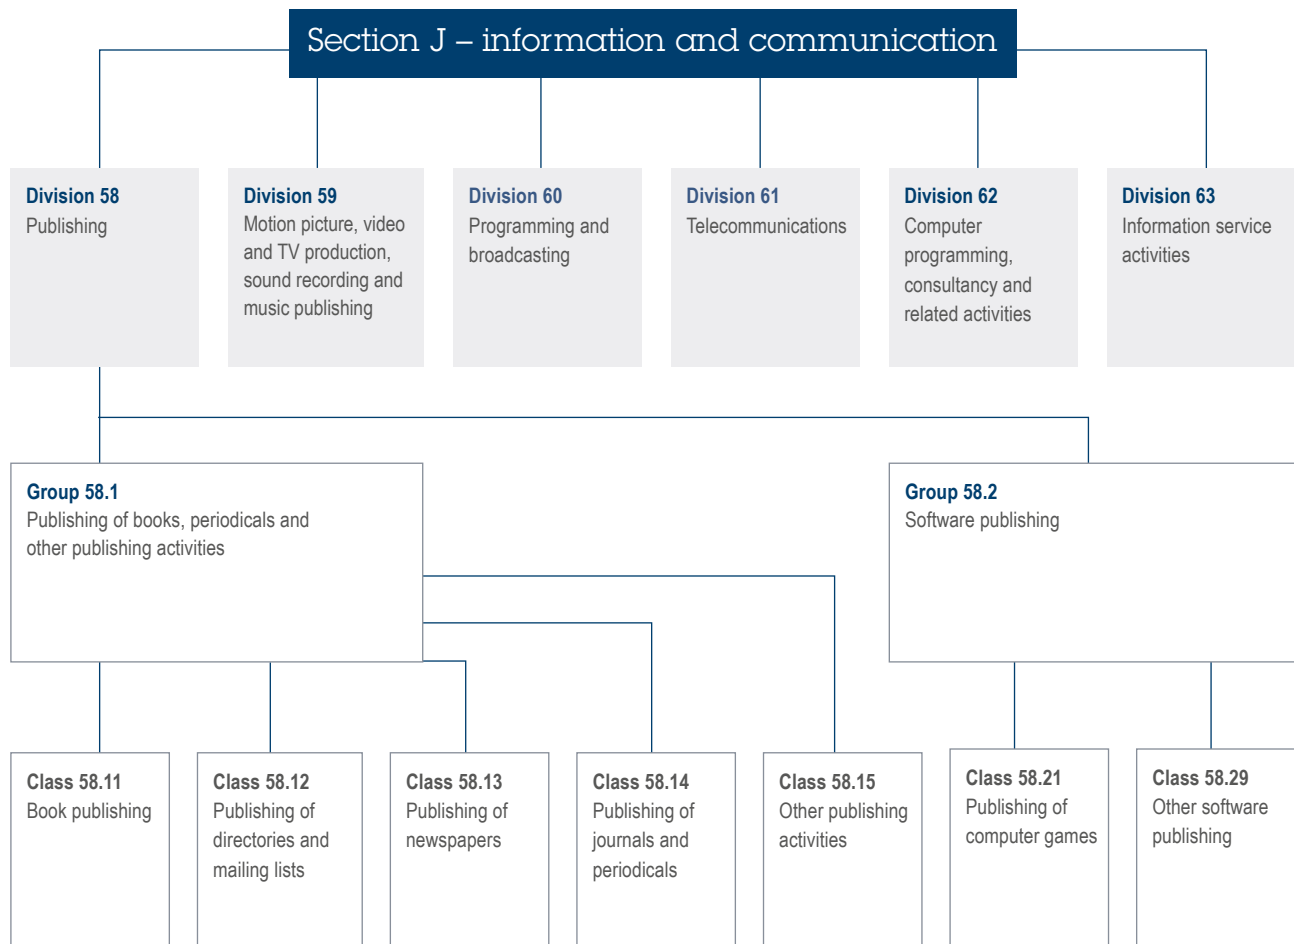 Section J – information and communication
Division 58
Publishing
Division 59
Motion picture, video
and TV production,
sound recording and
music publishing
Division 60
Programming and
broadcasting
Division 61
Telecommunications
Division 62
Computer
programming,
consultancy and
related activities
Division 63
Information service
activities
Group 58.1
Publishing of books, periodicals and
other publishing activities
Group 58.2
Software publishing
Class 58.11
Book publishing
Class 58.12
Publishing of
directories and
mailing lists
Class 58.13
Publishing of
newspapers
Class 58.14
Publishing of
journals and
periodicals
Class 58.15
Other publishing
activities
Class 58.21
Publishing of
computer games
Class 58.29
Other software
publishing